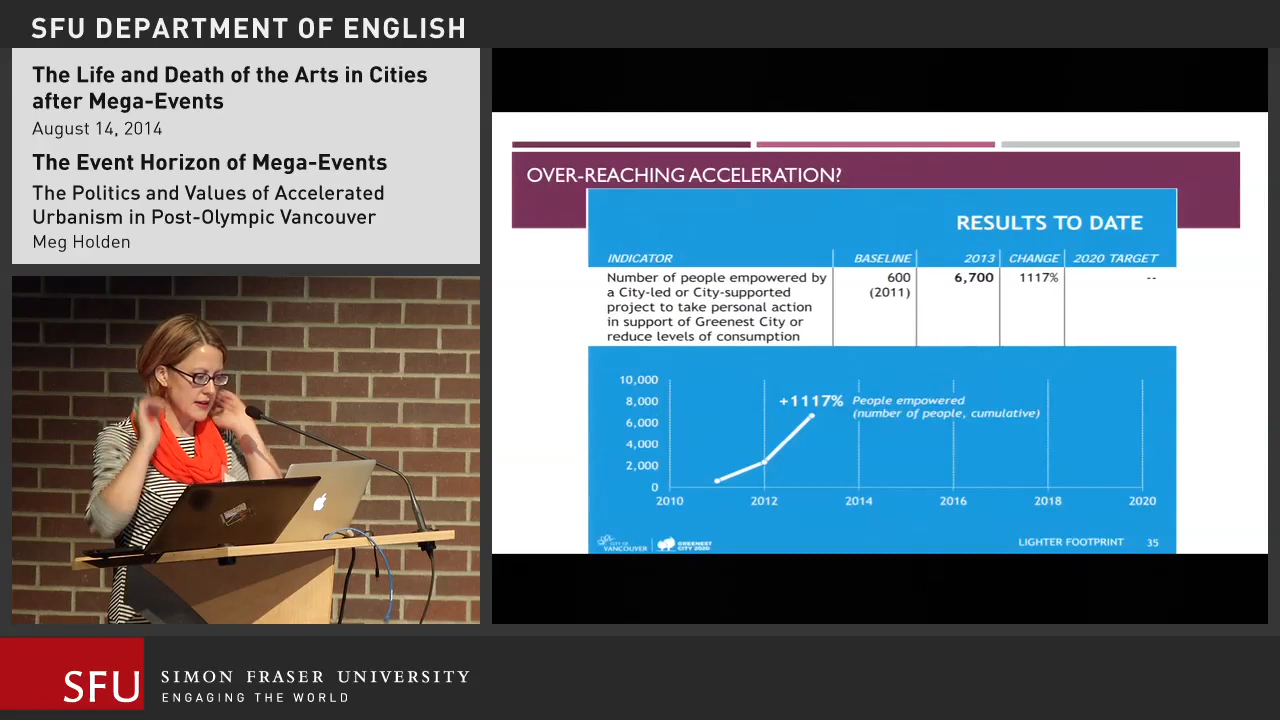 SFU DEPARTMENT OF ENGLISH
The Life and Death of the Arts in Cities
after Mega-Events
August 14, 2014
The Event Horizon of Mega-Events
The Politics and Values of Accelerated
Urbanism in Post-Olympic Vancouver
Meg Holden
OVER-REACHING ACCELERATION?
RESULTS TO DATE
INDICATOR BASELINE 2013 CHANGE 2020 TARGET
Number of people empowered by 600 6,700 1117% --
a City-led or City-supported (2011)
project to take personal action
in support of Greenest City or
reduce levels of consumption
10,000
8,000
6,000
4,000
2,000
0
+1117% People empowered
(number of people, cumulative)
2010 2012 2014 2016 2018 2020
CITY OF
VANCOUVER
GREENEST
CITY 2020
LIGHTER FOOTPRINT 35
SFU SIMON FRASER UNIVERSITY
ENGAGING THE WORLD